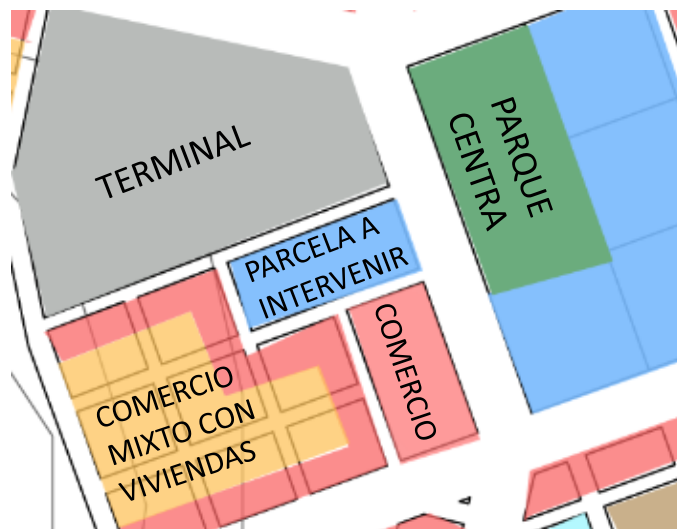 TERMINAL
PARQUE
CENTRA
PARCELA A
INTERVENIR
COMERCIO
COMERCIO
MIXTO CON
VIVIENDAS